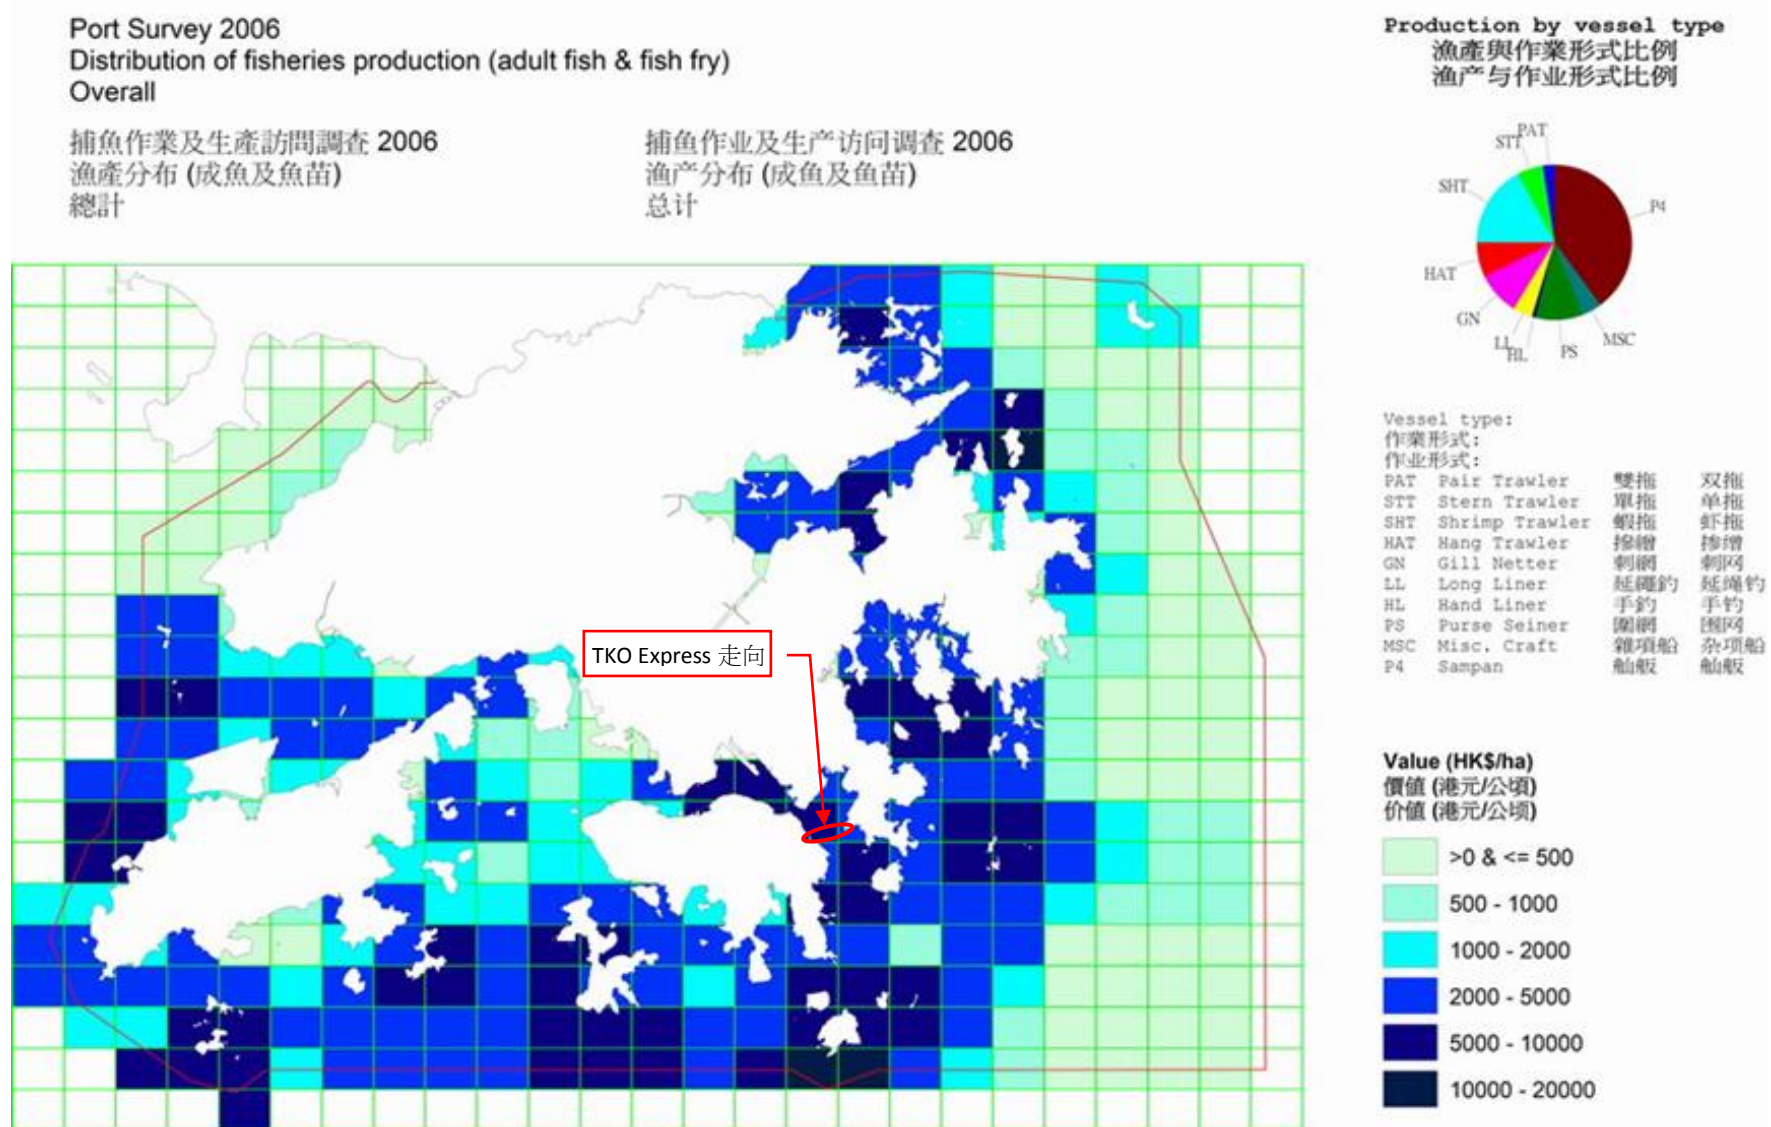 Port Survey 2006
Distribution of fisheries production (adult fish & fish fry)
Overall
捕魚作業及生產訪問調查 2006
漁產分布 (成魚及魚苗)
總計
捕鱼作业及生产访问调查 2006
渔产分布 (成鱼及鱼苗)
总计
Production by vessel type
漁產與作業形式比例
渔产与作业形式比例
PAT
STT
SHT
P4
HAT
GN
LL
HL
PS
MSC
TKO Express 走向
Vessel type:
作業形式:
作业形式:
PAT Pair Trawler 雙拖 双拖
STT Stern Trawler 單拖 单拖
SHT Shrimp Trawler 蝦拖 虾拖
HAT Hang Trawler 摻繒 掺缯
GN Gill Netter 刺網 刺网
LL Long Liner 延繩釣 延绳钓
HL Hand Liner 手釣 手钓
PS Purse Seiner 圍網 围网
MSC Misc. Craft 雜項船 杂项船
P4 Sampan 舢舨 舢舨
Value (HK$/ha)
價值 (港元/公頃)
价值 (港元/公顷)
>0 & <= 500
500 - 1000
1000 - 2000
2000 - 5000
5000 - 10000
10000 - 20000